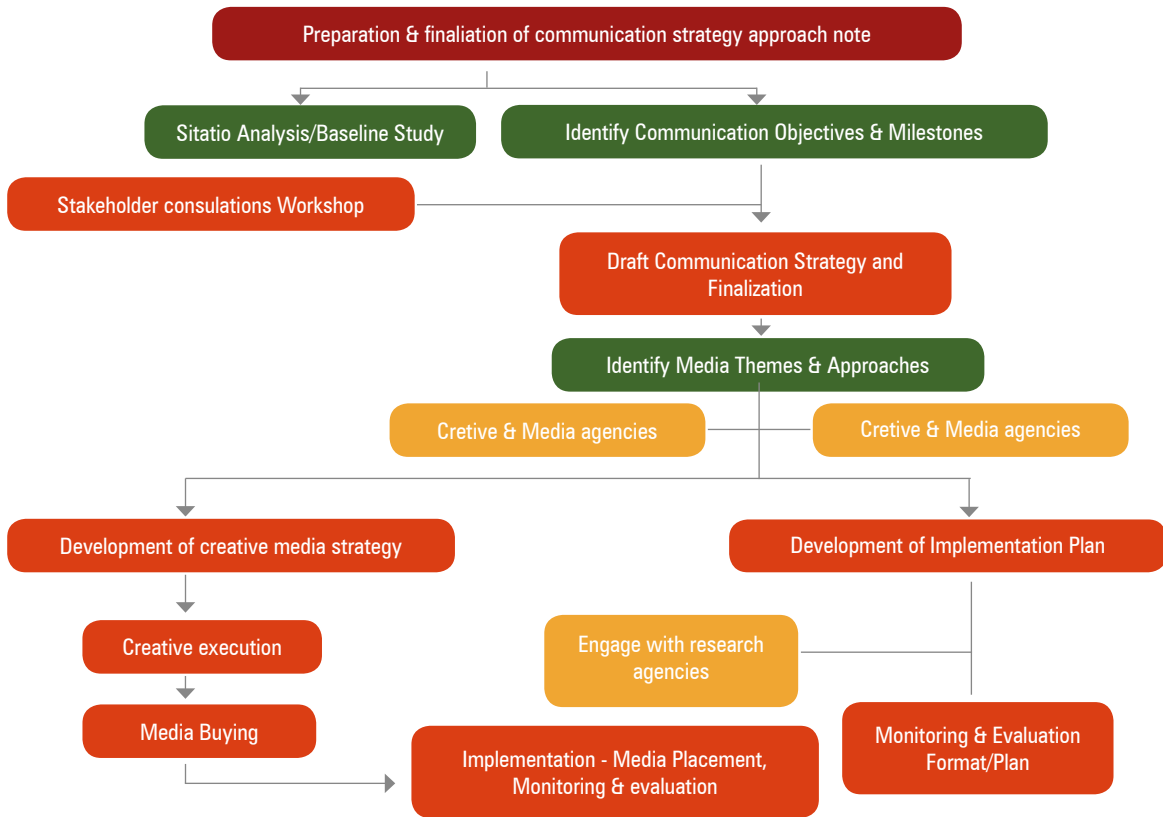 Preparation & finaliation of communication strategy approach note
Sitatio Analysis/Baseline Study
Identify Communication Objectives & Milestones
Stakeholder consulations Workshop
Draft Communication Strategy and
Finalization
Identify Media Themes & Approaches
Cretive & Media agencies
Cretive & Media agencies
Development of creative media strategy
Development of Implementation Plan
Creative execution
Engage with research
agencies
Media Buying
Monitoring & Evaluation
Format/Plan
Implementation - Media Placement,
Monitoring & evaluation